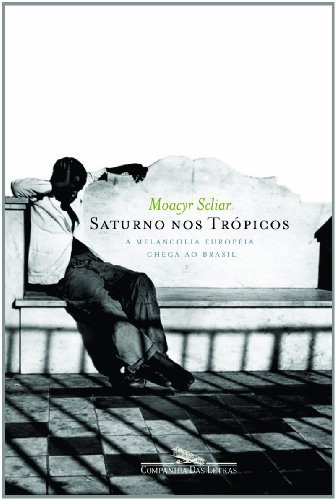 Moacyr Scliar
SATURNO NOS TRÓPICOS
A MELANCOLIA EUROPÉIA
CHEGA AO BRASIL
COMPANHIA DAS LETRAS